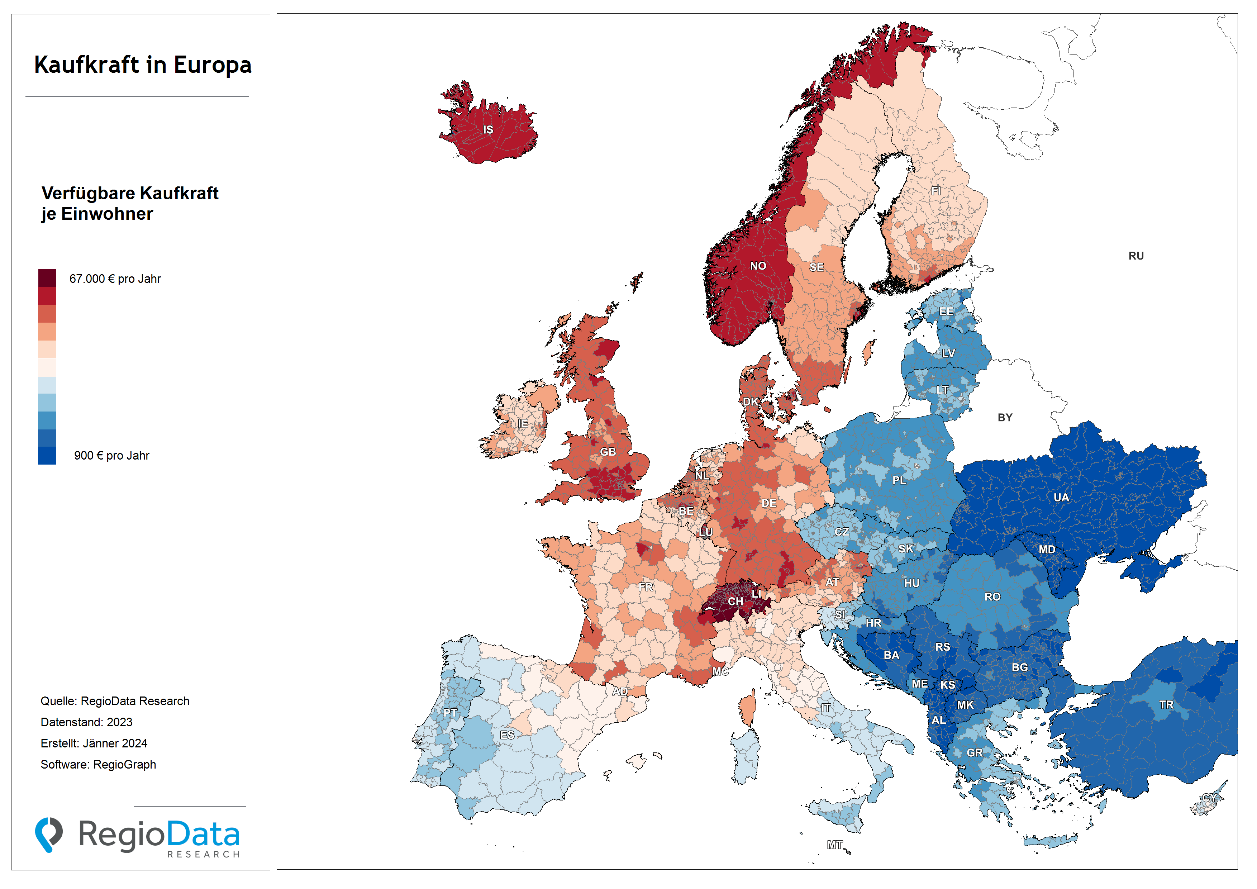 Kaufkraft in Europa
Verfügbare Kaufkraft
je Einwohner
67.000 € pro Jahr
900 € pro Jahr
Quelle: RegioData Research
Datenstand: 2023
Erstellt: Jänner 2024
Software: RegioGraph
RegioData
RESEARCH
IS
NO
SE
FI
RU
EE
LV
LT
BY
DK
IE
GB
NL
BE
LU
DE
PL
CZ
SK
UA
MD
FR
CH
LI
AT
HU
RO
SI
HR
BA
RS
BG
ME
KS
MK
AL
MC
AD
PT
ES
IT
GR
TR
CY
MT